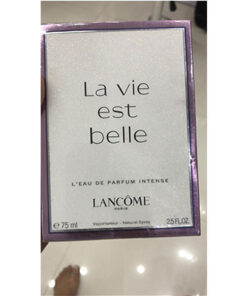 La vie
est
belle
L'EAU DE PARFUM INTENSE
LANCÔME
PARIS
℮ 75 ml Vaporisateur - Natural Spray 2.5 FL.OZ.